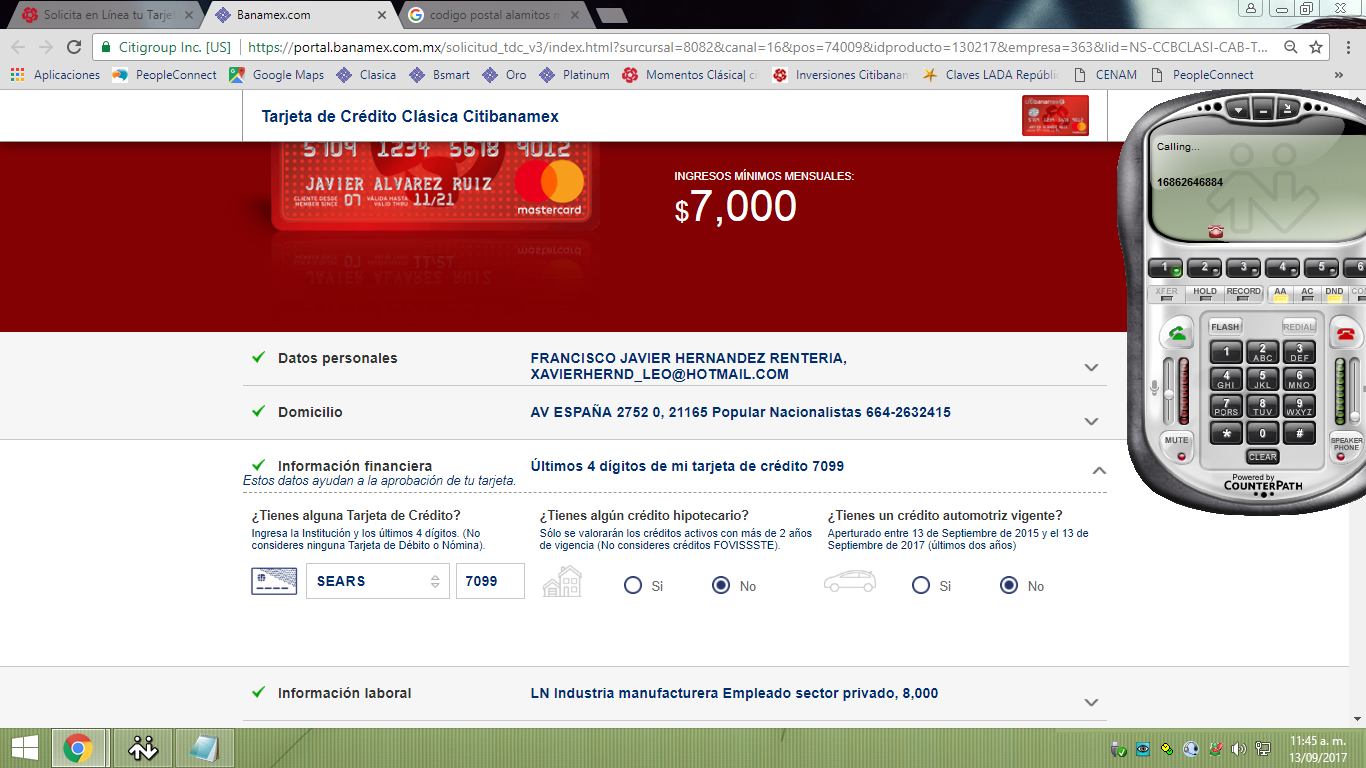 Solicita en Línea tu Tarjet
Banamex.com
codigo postal alamitos m
Citigroup Inc. [US]
https://portal.banamex.com.mx/solicitud_tdc_v3/index.html?surcursal=8082&canal=16&pos=74009&idproducto=130217&empresa=363&lid=NS-CCBCLASI-CAB-T...
Aplicaciones
PeopleConnect
Google Maps
Clasica
Bsmart
Oro
Platinum
Momentos Clásica| ci
Inversiones Citibanam
Claves LADA Repúblic
CENAM
PeopleConnect
»
Tarjeta de Crédito Clásica Citibanamex
5704 1234 5678 9012
JAVIER ALVAREZ RUIZ
CLIENTE DESDE
MEMBER SINCE
07
VÁLIDA HASTA
VALID THRU
11/21
mastercard
INGRESOS MÍNIMOS MENSUALES:
$7,000
Datos personales
FRANCISCO JAVIER HERNANDEZ RENTERIA,
XAVIERHERND_LEO@HOTMAIL.COM
Domicilio
AV ESPAÑA 2752 0, 21165 Popular Nacionalistas 664-2632415
Información financiera
Últimos 4 dígitos de mi tarjeta de crédito 7099
Estos datos ayudan a la aprobación de tu tarjeta.
¿Tienes alguna Tarjeta de Crédito?
Ingresa la Institución y los últimos 4 dígitos. (No
consideres ninguna Tarjeta de Débito o Nómina).
SEARS
7099
¿Tienes algún crédito hipotecario?
Sólo se valorarán los créditos activos con más de 2 años
de vigencia (No consideres créditos FOVISSSTE).
Si
No
¿Tienes un crédito automotriz vigente?
Aperturado entre 13 de Septiembre de 2015 y el 13 de
Septiembre de 2017 (últimos dos años)
Si
No
Información laboral
LN Industria manufacturera Empleado sector privado, 8,000
Calling...
16862646884
1 2 3 4 5 6
XFER HOLD RECORD AA AC DND CON
FLASH
REDIAL
1
2 ABC
3 DEF
4 GHI
5 JKL
6 MNO
7 PQRS
8 TUV
9 WXYZ
* 0 #
MUTE
SPEAKER
PHONE
CLEAR
Powered by
COUNTERPATH
11:45 a. m.
13/09/2017